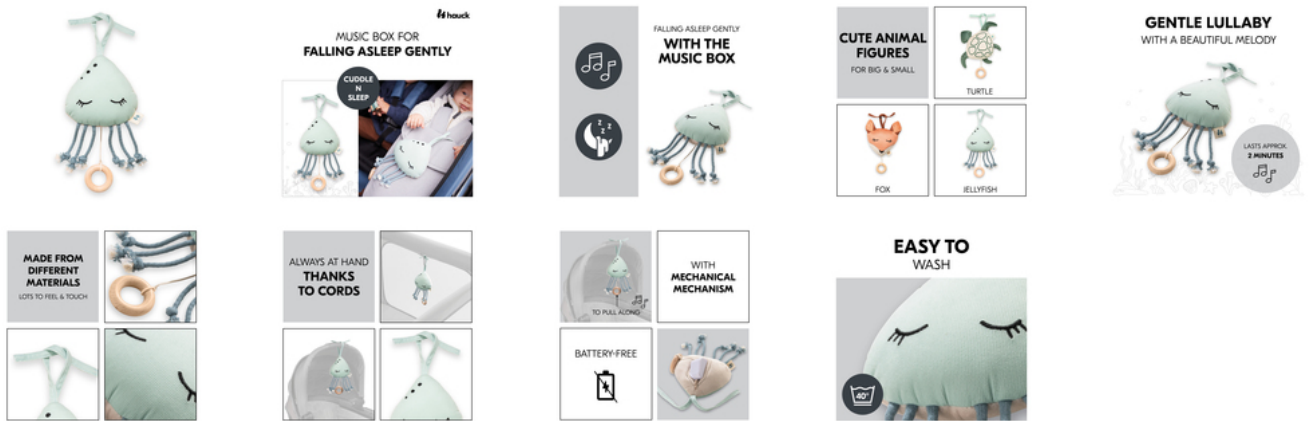 hauck
MUSIC BOX FOR
FALLING ASLEEP GENTLY
CUDDLE
N
SLEEP
FALLING ASLEEP GENTLY
WITH THE
MUSIC BOX
Z
Z
Z
CUTE ANIMAL
FIGURES
FOR BIG & SMALL
TURTLE
FOX
JELLYFISH
GENTLE LULLABY
WITH A BEAUTIFUL MELODY
LASTS APPROX.
2 MINUTES
MADE FROM
DIFFERENT
MATERIALS
LOTS TO FEEL & TOUCH
ALWAYS AT HAND
THANKS
TO CORDS
TO PULL ALONG
WITH
MECHANICAL
MECHANISM
BATTERY-FREE
EASY TO
WASH
40°